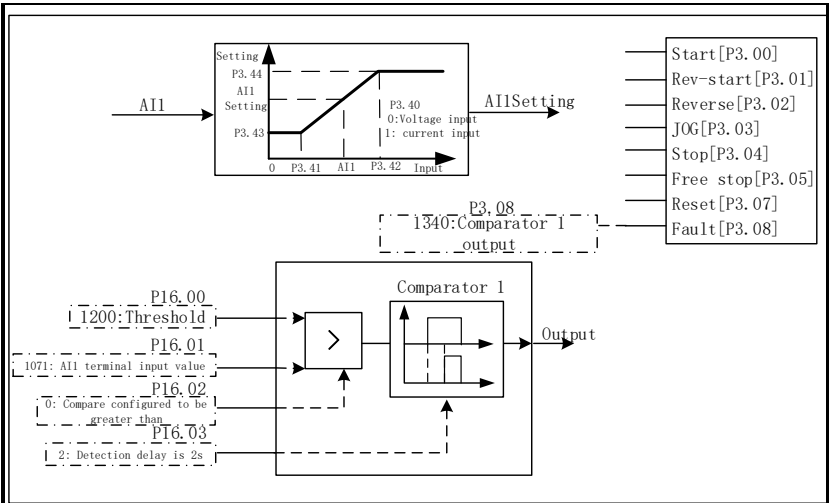 Setting
P3.44
AI1
Setting
P3.43
P3.40
0:Voltage input
1: current input
0 P3.41 AI1 P3.42 Input
AI1
AI1Setting
Start[P3.00]
Rev-start[P3.01]
Reverse[P3.02]
JOG[P3.03]
Stop[P3.04]
Free stop[P3.05]
Reset[P3.07]
Fault[P3.08]
P3.08
1340:Comparator 1
output
P16.00
1200:Threshold
P16.01
1071: AI1 terminal input value
P16.02
0: Compare configured to be
greater than
P16.03
2: Detection delay is 2s
>
Comparator 1
Output